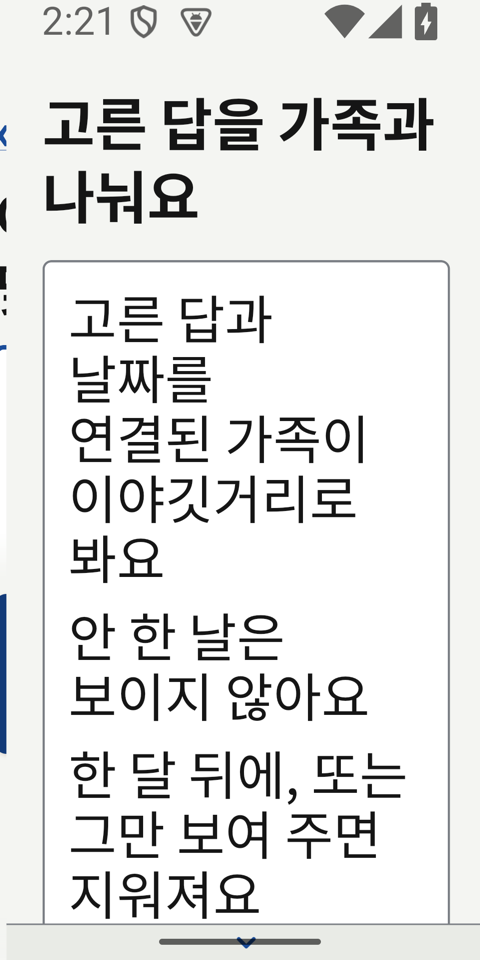 2:21
고른 답을 가족과
나눠요
고른 답과
날짜를
연결된 가족이
이야깃거리로
봐요
안 한 날은
보이지 않아요
한 달 뒤에, 또는
그만 보여 주면
지워져요